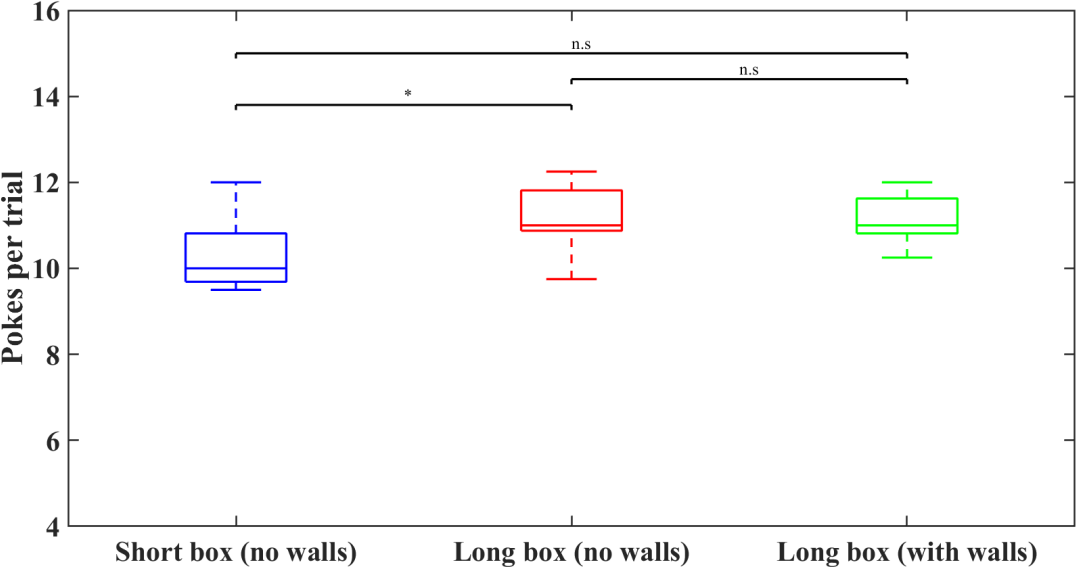 16
n.s
n.s
14
*
12
10
8
6
4
Pokes per trial
Short box (no walls)
Long box (no walls)
Long box (with walls)